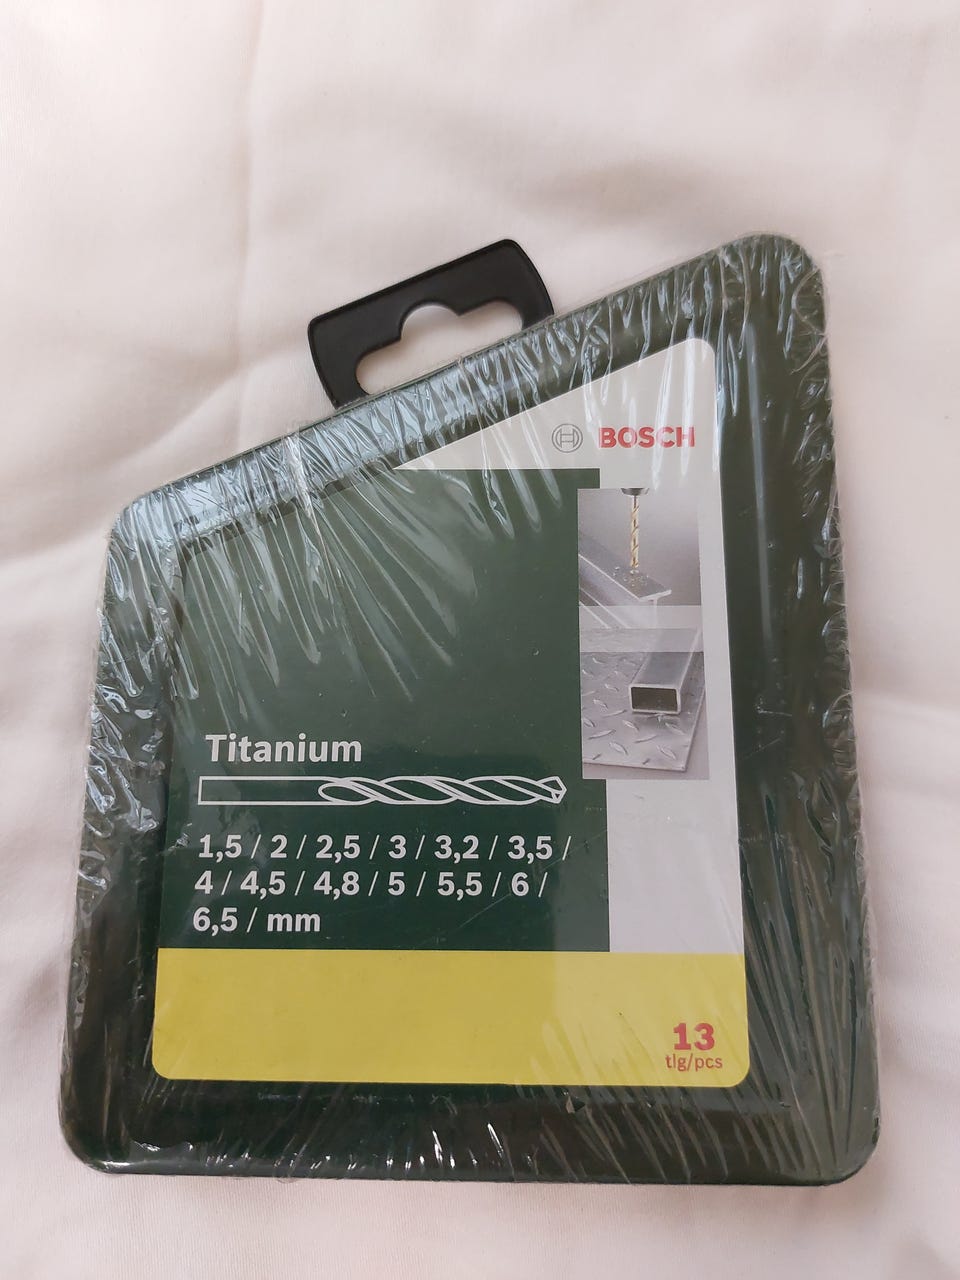 BOSCH
Titanium
1,5 / 2 / 2,5 / 3 / 3,2 / 3,5 /
4 / 4,5 / 4,8 / 5 / 5,5 / 6 /
6,5 / mm
13
tlg/pcs